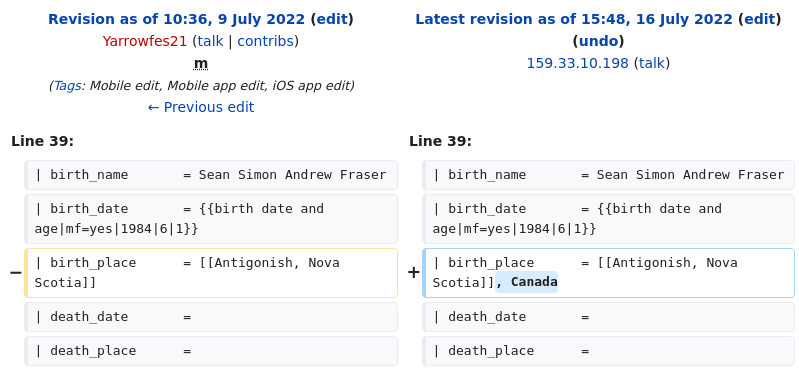 Revision as of 10:36, 9 July 2022 (edit)
Yarrowfes21 (talk | contribs)
m
(Tags: Mobile edit, Mobile app edit, iOS app edit)
← Previous edit
Latest revision as of 15:48, 16 July 2022 (edit)
(undo)
159.33.10.198 (talk)
Line 39:
Line 39:
| birth_name = Sean Simon Andrew Fraser
| birth_name = Sean Simon Andrew Fraser
| birth_date = {{birth date and
age|mf=yes|1984|6|1}}
| birth_date = {{birth date and
age|mf=yes|1984|6|1}}
− | birth_place = [[Antigonish, Nova
Scotia]]
+ | birth_place = [[Antigonish, Nova
Scotia]], Canada
| death_date =
| death_date =
| death_place =
| death_place =